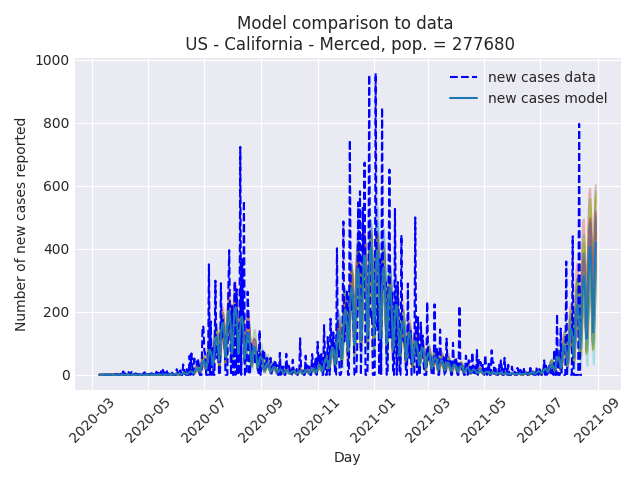 Model comparison to data
US - California - Merced, pop. = 277680
new cases data
new cases model
Number of new cases reported
1000
800
600
400
200
0
2020-03
2020-05
2020-07
2020-09
2020-11
2021-01
2021-03
2021-05
2021-07
2021-09
Day